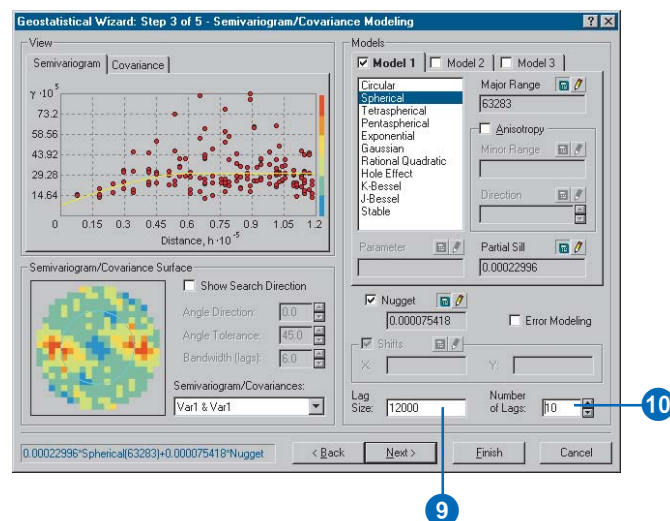 Geostatistical Wizard: Step 3 of 5 - Semivariogram/Covariance Modeling
View
Semivariogram
Covariance
γ·10⁵
73.2
58.56
43.92
29.28
14.64
0
0.15
0.3
0.45
0.6
0.75
0.9
1.05
1.2
Distance, h·10⁻⁵
Semivariogram/Covariance Surface
Show Search Direction
Angle Direction:
0.0
Angle Tolerance:
45.0
Bandwidth (lags):
6.0
Semivariogram/Covariances:
Var1 & Var1
Models
Model 1
Model 2
Model 3
Circular
Spherical
Tetraspherical
Pentaspherical
Exponential
Gaussian
Rational Quadratic
Hole Effect
K-Bessel
J-Bessel
Stable
Major Range
63283
Anisotropy
Minor Range
Direction
Parameter
Partial Sill
0.00022996
Nugget
0.000075418
Error Modeling
Shifts
X:
Y:
Lag
Size:
12000
Number
of Lags:
10
10
0.00022996*Spherical(63283)+0.000075418*Nugget
< Back
Next >
Finish
Cancel
9